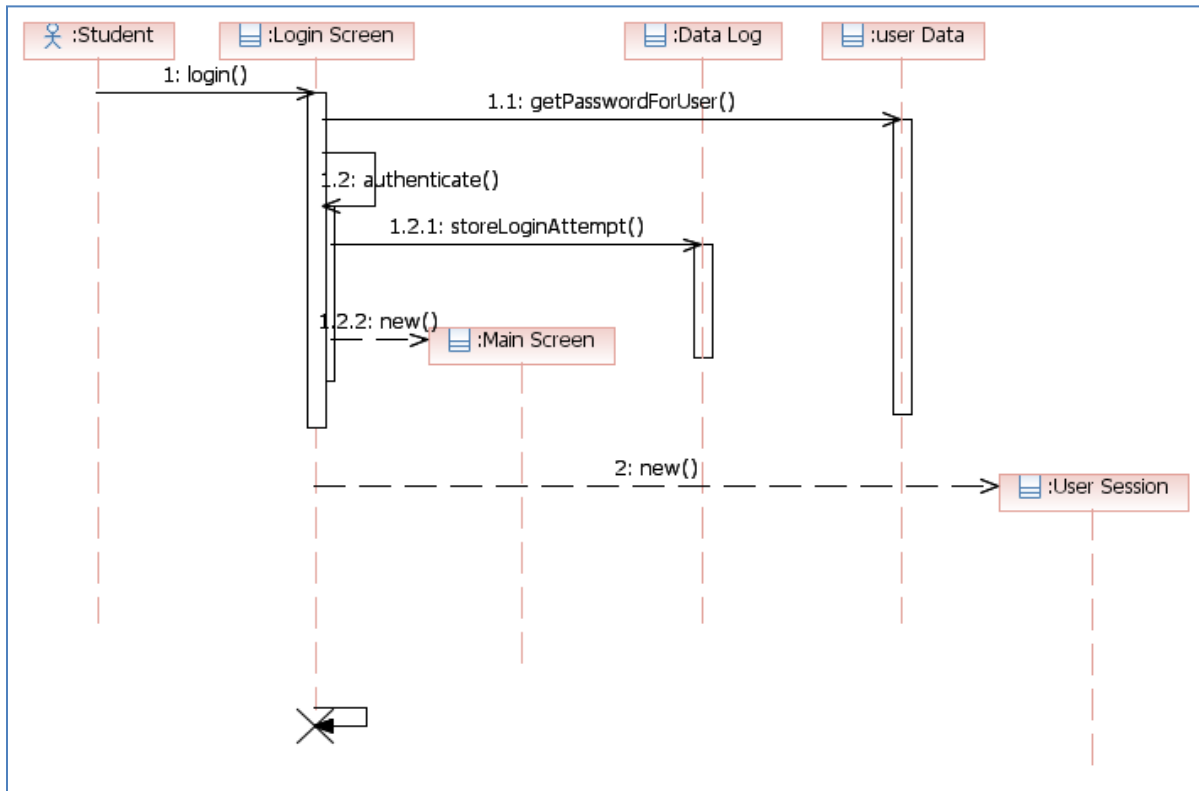 :Student
:Login Screen
:Data Log
:user Data
1: login()
1.1: getPasswordForUser()
1.2: authenticate()
1.2.1: storeLoginAttempt()
1.2.2: new()
:Main Screen
2: new()
:User Session